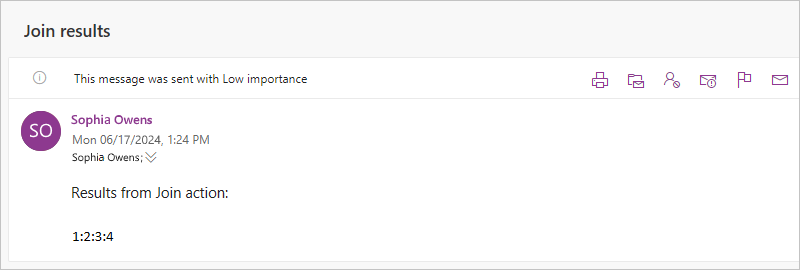 Join results
This message was sent with Low importance
SO
Sophia Owens
Mon 06/17/2024, 1:24 PM
Sophia Owens;
Results from Join action:
1:2:3:4